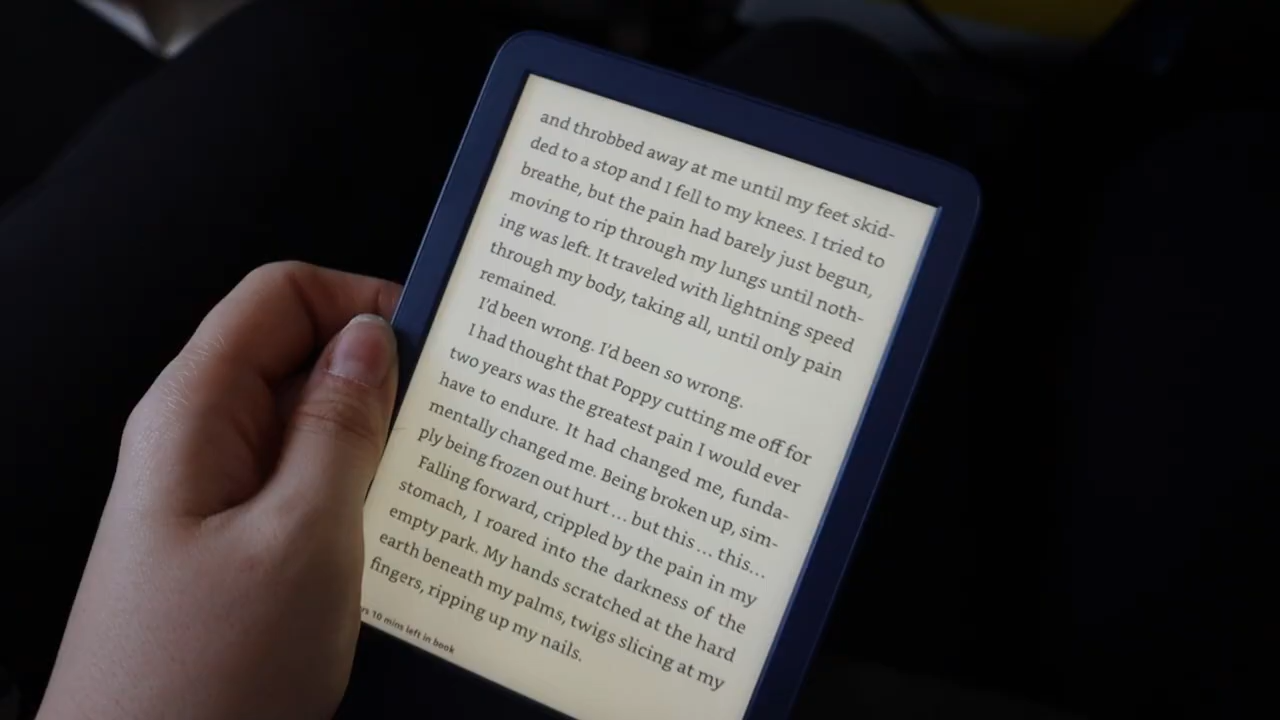 and throbbed away at me until my feet skid-
ded to a stop and I fell to my knees. I tried to
breathe, but the pain had barely just begun,
moving to rip through my lungs until noth-
ing was left. It traveled with lightning speed
through my body, taking all, until only pain
remained.
I'd been wrong. I'd been so wrong.
I had thought that Poppy cutting me off for
two years was the greatest pain I would ever
have to endure. It had changed me, funda-
mentally changed me. Being broken up, sim-
ply being frozen out hurt... but this... this...
Falling forward, crippled by the pain in my
stomach, I roared into the darkness of the
empty park. My hands scratched at the hard
earth beneath my palms, twigs slicing at my
fingers, ripping up my nails.
10 mins left in book